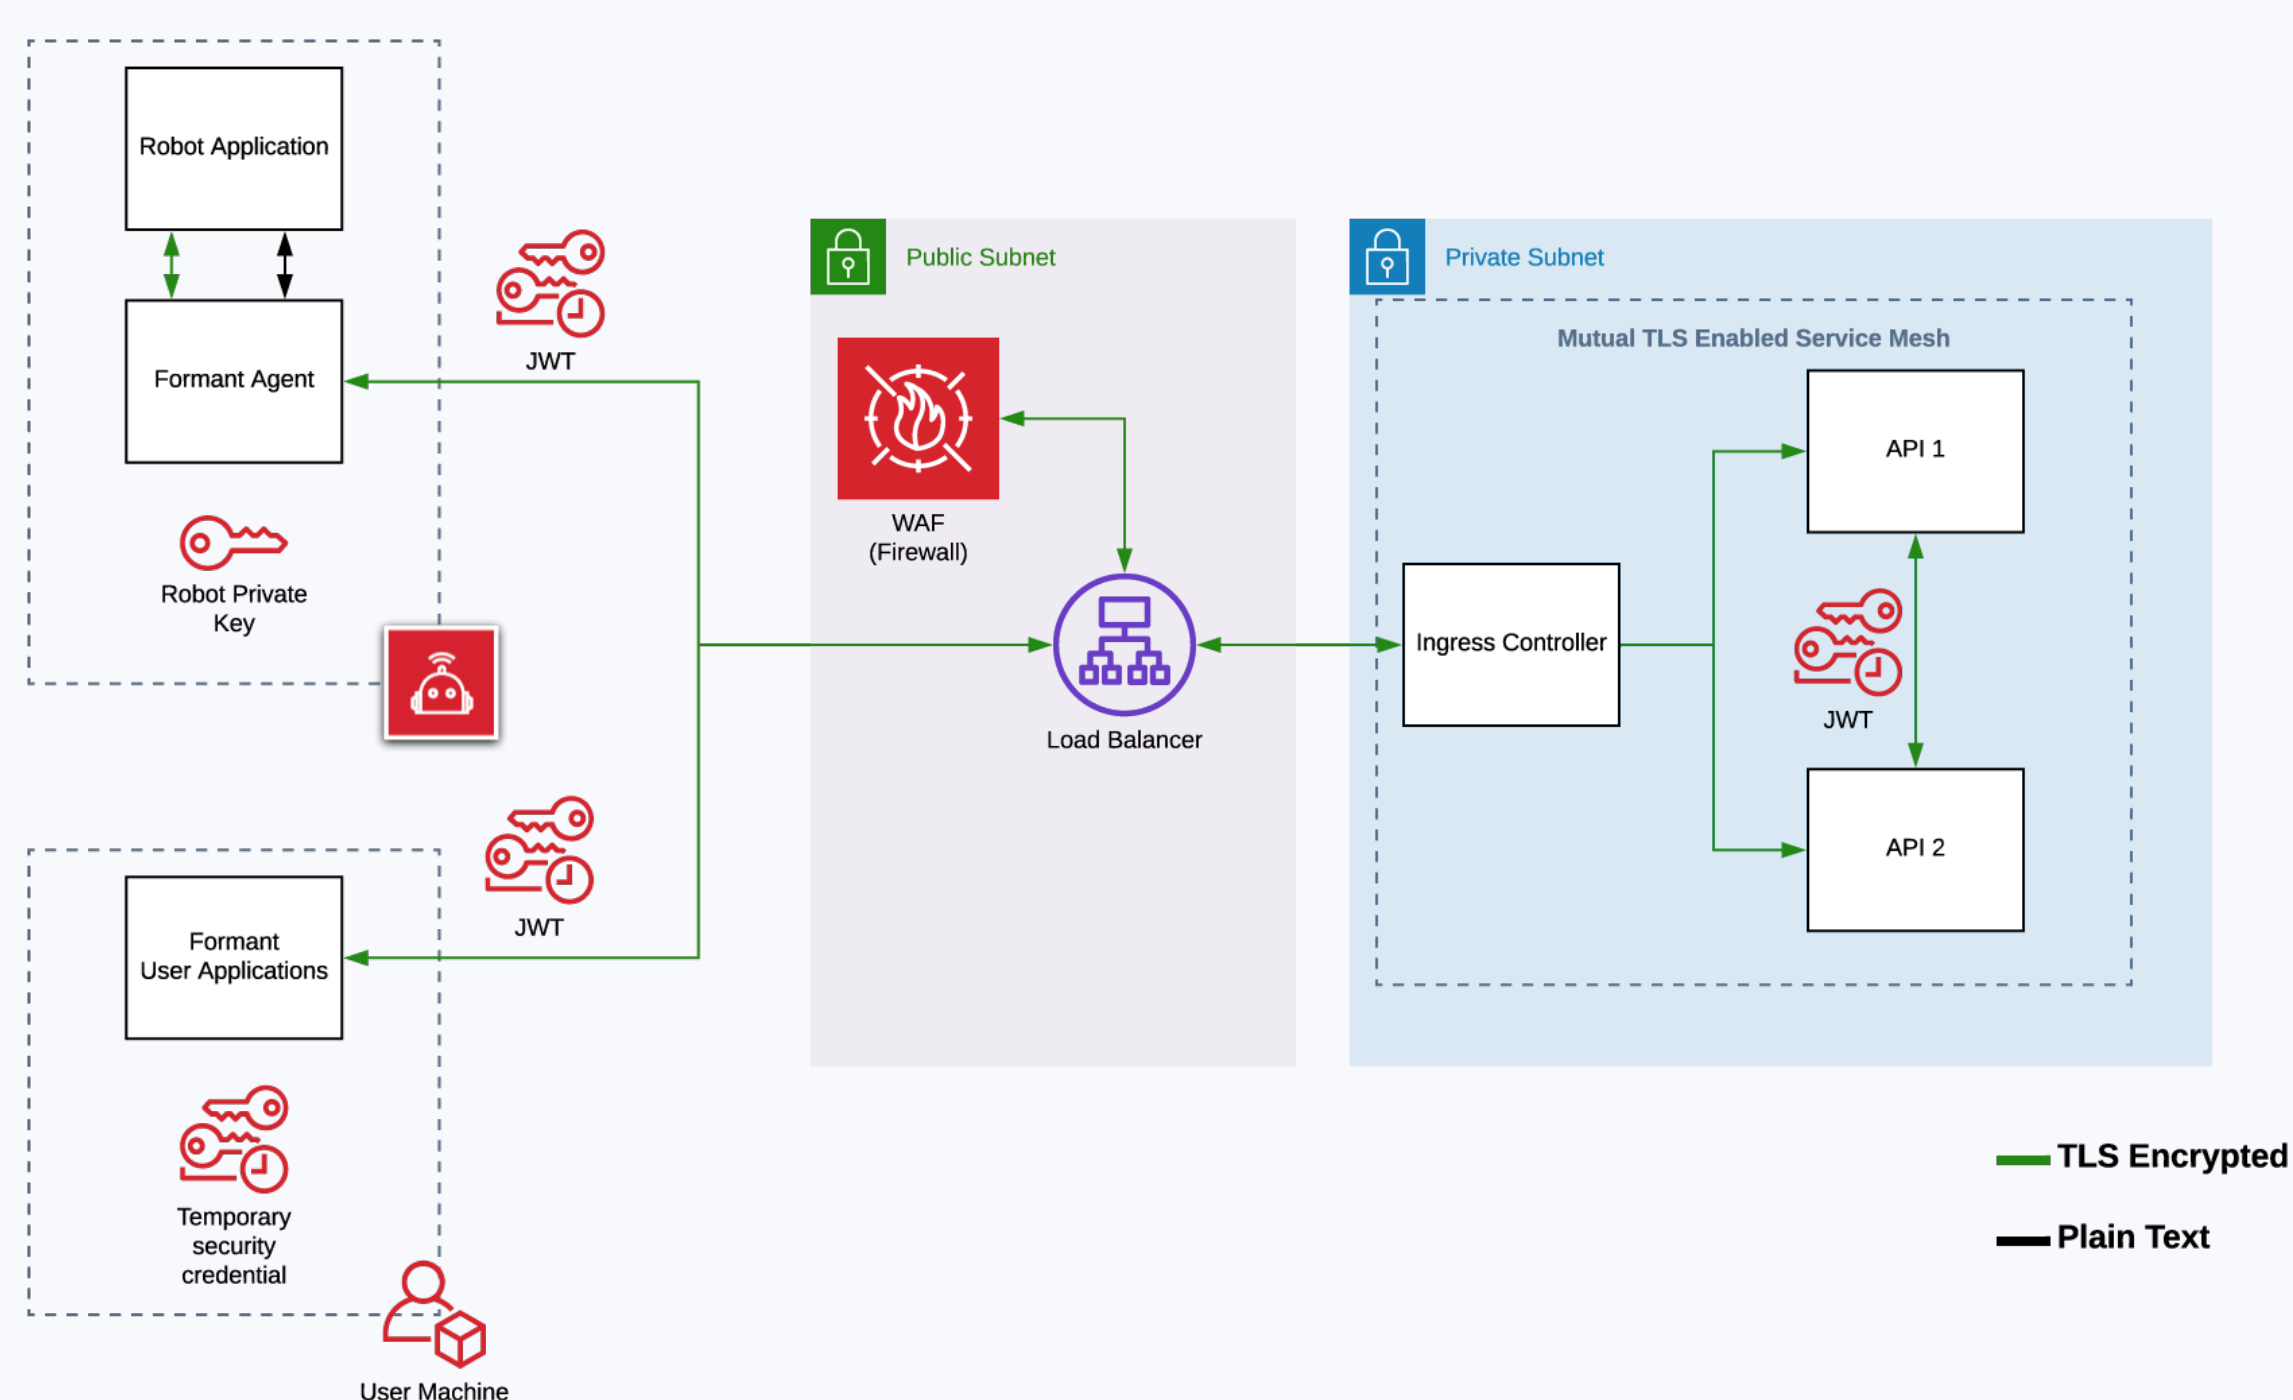 Robot Application
Formant Agent
JWT
Robot Private
Key
JWT
Formant
User Applications
Temporary
security
credential
User Machine
Public Subnet
WAF
(Firewall)
Load Balancer
Private Subnet
Mutual TLS Enabled Service Mesh
API 1
Ingress Controller
JWT
API 2
TLS Encrypted
Plain Text